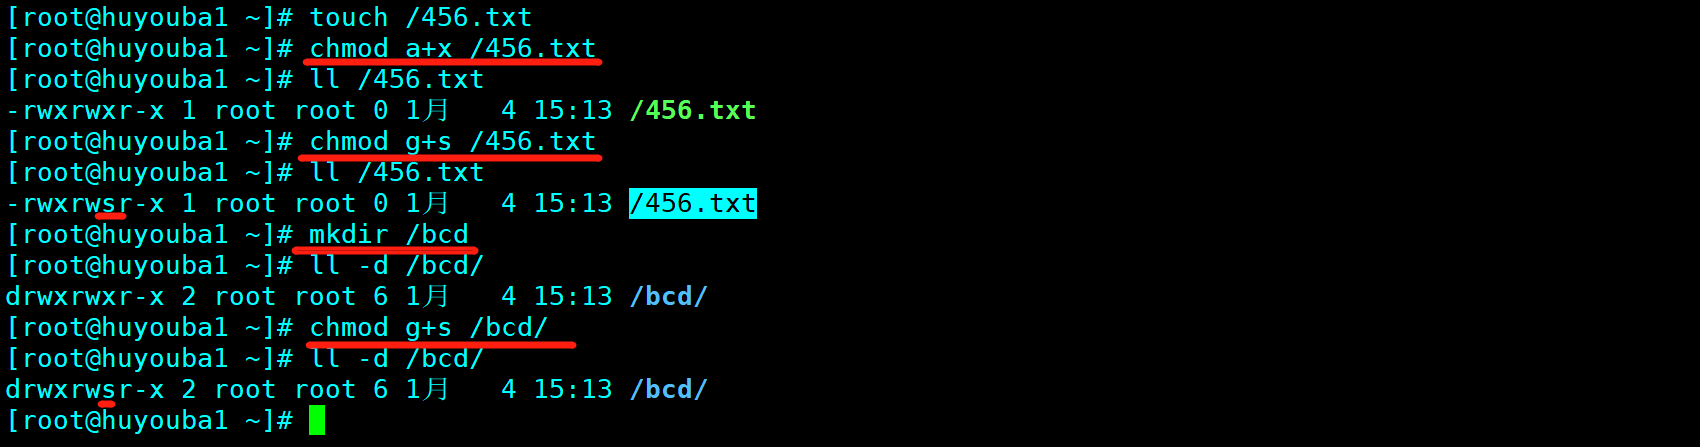 [root@huyouba1 ~]# touch /456.txt
[root@huyouba1 ~]# chmod a+x /456.txt
[root@huyouba1 ~]# ll /456.txt
-rwxrwxr-x 1 root root 0 1月   4 15:13 /456.txt
[root@huyouba1 ~]# chmod g+s /456.txt
[root@huyouba1 ~]# ll /456.txt
-rwxrwsr-x 1 root root 0 1月   4 15:13 /456.txt
[root@huyouba1 ~]# mkdir /bcd
[root@huyouba1 ~]# ll -d /bcd/
drwxrwxr-x 2 root root 6 1月   4 15:13 /bcd/
[root@huyouba1 ~]# chmod g+s /bcd/
[root@huyouba1 ~]# ll -d /bcd/
drwxrwsr-x 2 root root 6 1月   4 15:13 /bcd/
[root@huyouba1 ~]#